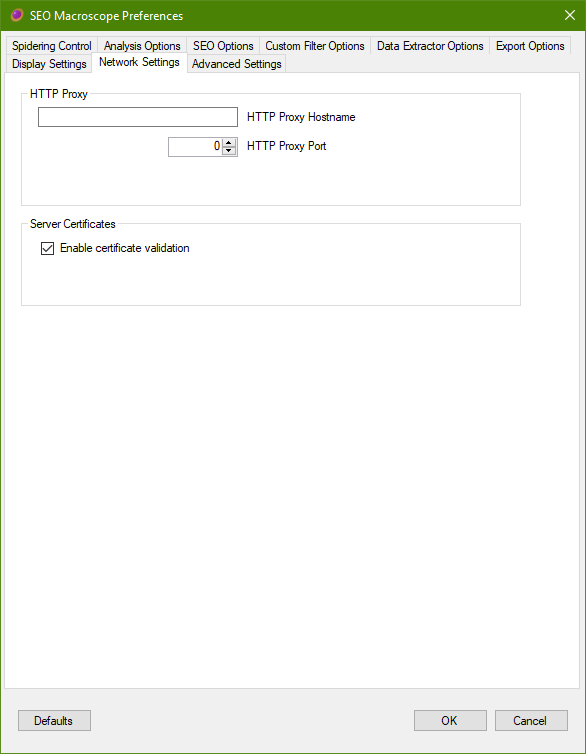 SEO Macroscope Preferences
Spidering Control Analysis Options SEO Options Custom Filter Options Data Extractor Options Export Options
Display Settings Network Settings Advanced Settings
HTTP Proxy
HTTP Proxy Hostname
0 HTTP Proxy Port
Server Certificates
Enable certificate validation
Defaults OK Cancel